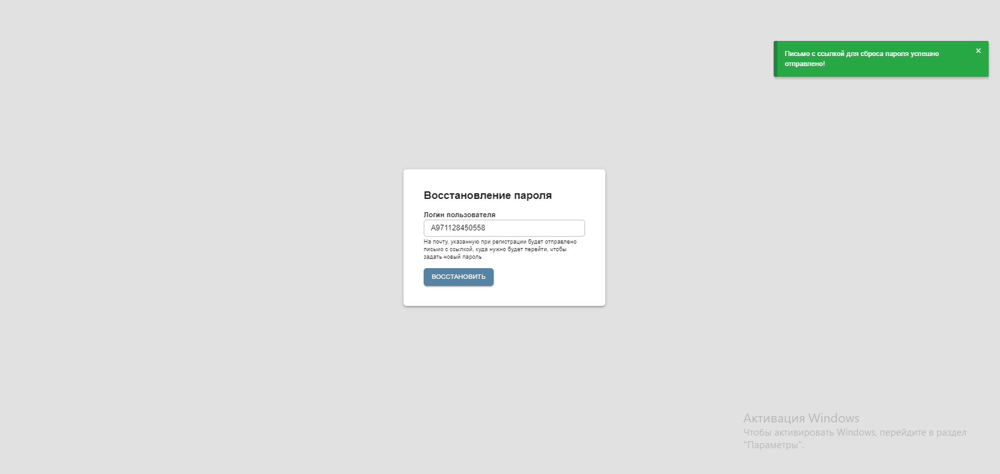 Письмо с ссылкой для сброса пароля успешно
отправлено!
×
Восстановление пароля
Логин пользователя
A971128450558
На почту, указанную при регистрации будет отправлено
письмо с ссылкой, куда нужно будет перейти, чтобы
задать новый пароль
ВОССТАНОВИТЬ
Активация Windows
Чтобы активировать Windows, перейдите в раздел
"Параметры".